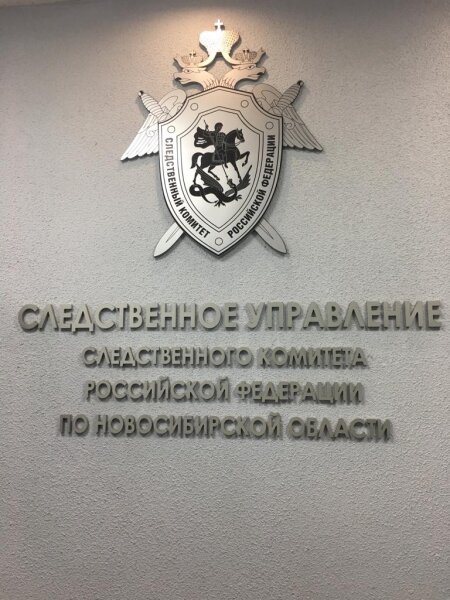 СЛЕДСТВЕННЫЙ КОМИТЕТ
РОССИЙСКОЙ ФЕДЕРАЦИИ
СЛЕДСТВЕННОЕ УПРАВЛЕНИЕ
СЛЕДСТВЕННОГО КОМИТЕТА
РОССИЙСКОЙ ФЕДЕРАЦИИ
ПО НОВОСИБИРСКОЙ ОБЛАСТИ